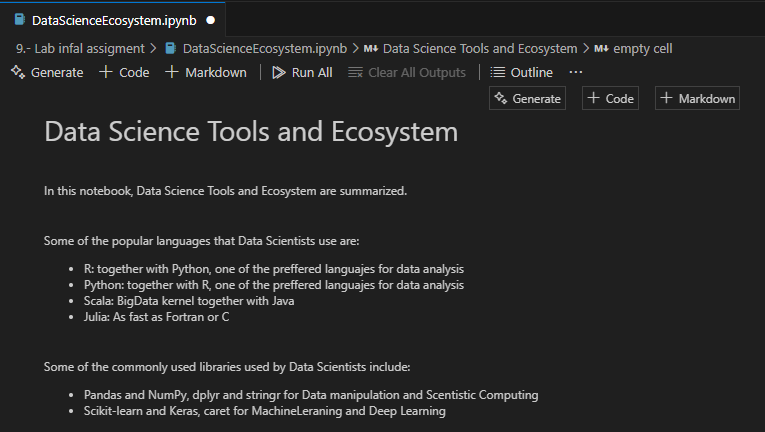 DataScienceEcosystem.ipynb
9.- Lab infal assigment > DataScienceEcosystem.ipynb > M↓ Data Science Tools and Ecosystem > M↓ empty cell
Generate + Code + Markdown Run All Clear All Outputs Outline ...
Generate + Code + Markdown
Data Science Tools and Ecosystem
In this notebook, Data Science Tools and Ecosystem are summarized.
Some of the popular languages that Data Scientists use are:
• R: together with Python, one of the preffered languajes for data analysis
• Python: together with R, one of the preffered languajes for data analysis
• Scala: BigData kernel together with Java
• Julia: As fast as Fortran or C
Some of the commonly used libraries used by Data Scientists include:
• Pandas and NumPy, dplyr and stringr for Data manipulation and Scentistic Computing
• Scikit-learn and Keras, caret for MachineLeraning and Deep Learning